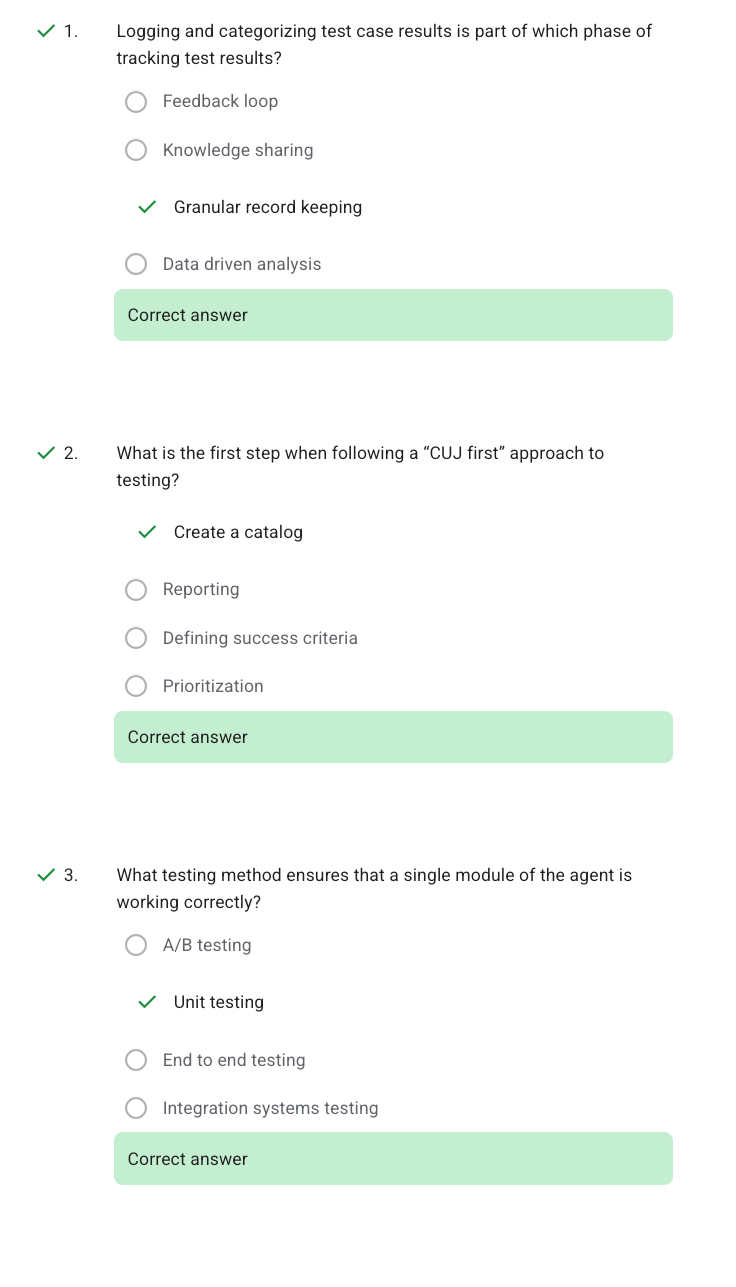 1. Logging and categorizing test case results is part of which phase of
tracking test results?
Feedback loop
Knowledge sharing
Granular record keeping
Data driven analysis
Correct answer
2. What is the first step when following a “CUJ first” approach to
testing?
Create a catalog
Reporting
Defining success criteria
Prioritization
Correct answer
3. What testing method ensures that a single module of the agent is
working correctly?
A/B testing
Unit testing
End to end testing
Integration systems testing
Correct answer